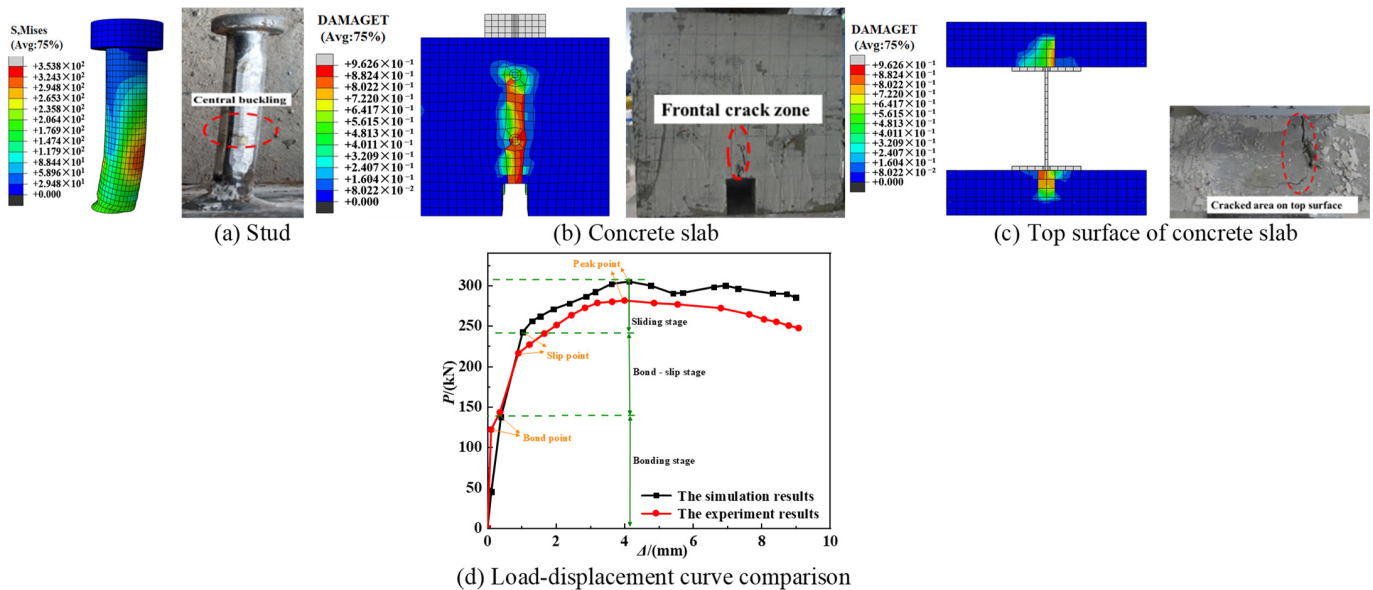 S,Mises
(Avg:75%)
+3.538×10²
+3.243×10²
+2.948×10²
+2.653×10²
+2.358×10²
+2.064×10²
+1.769×10²
+1.474×10²
+1.179×10²
+8.844×10¹
+5.896×10¹
+2.948×10¹
+0.000
Central buckling
(a) Stud
DAMAGET
(Avg:75%)
+9.626×10⁻¹
+8.824×10⁻¹
+8.022×10⁻¹
+7.220×10⁻¹
+6.417×10⁻¹
+5.615×10⁻¹
+4.813×10⁻¹
+4.011×10⁻¹
+3.209×10⁻¹
+2.407×10⁻¹
+1.604×10⁻¹
+8.022×10⁻²
+0.000
Frontal crack zone
(b) Concrete slab
DAMAGET
(Avg:75%)
+9.626×10⁻¹
+8.824×10⁻¹
+8.022×10⁻¹
+7.220×10⁻¹
+6.417×10⁻¹
+5.615×10⁻¹
+4.813×10⁻¹
+4.011×10⁻¹
+3.209×10⁻¹
+2.407×10⁻¹
+1.604×10⁻¹
+8.022×10⁻²
+0.000
Cracked area on top surface
(c) Top surface of concrete slab
P/(kN)
300
250
200
150
100
50
0
Peak point
Sliding stage
Slip point
Bond - slip stage
Bond point
Bonding stage
The simulation results
The experiment results
0 2 4 6 8 10
Δ/(mm)
(d) Load-displacement curve comparison